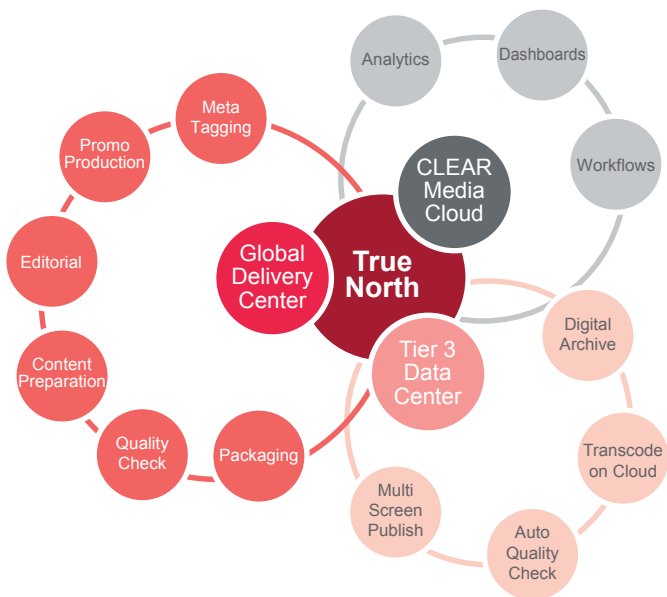 Analytics
Dashboards
Workflows
CLEAR
Media
Cloud
Meta
Tagging
Promo
Production
Editorial
Content
Preparation
Quality
Check
Packaging
Global
Delivery
Center
True
North
Tier 3
Data
Center
Digital
Archive
Transcode
on Cloud
Auto
Quality
Check
Multi
Screen
Publish